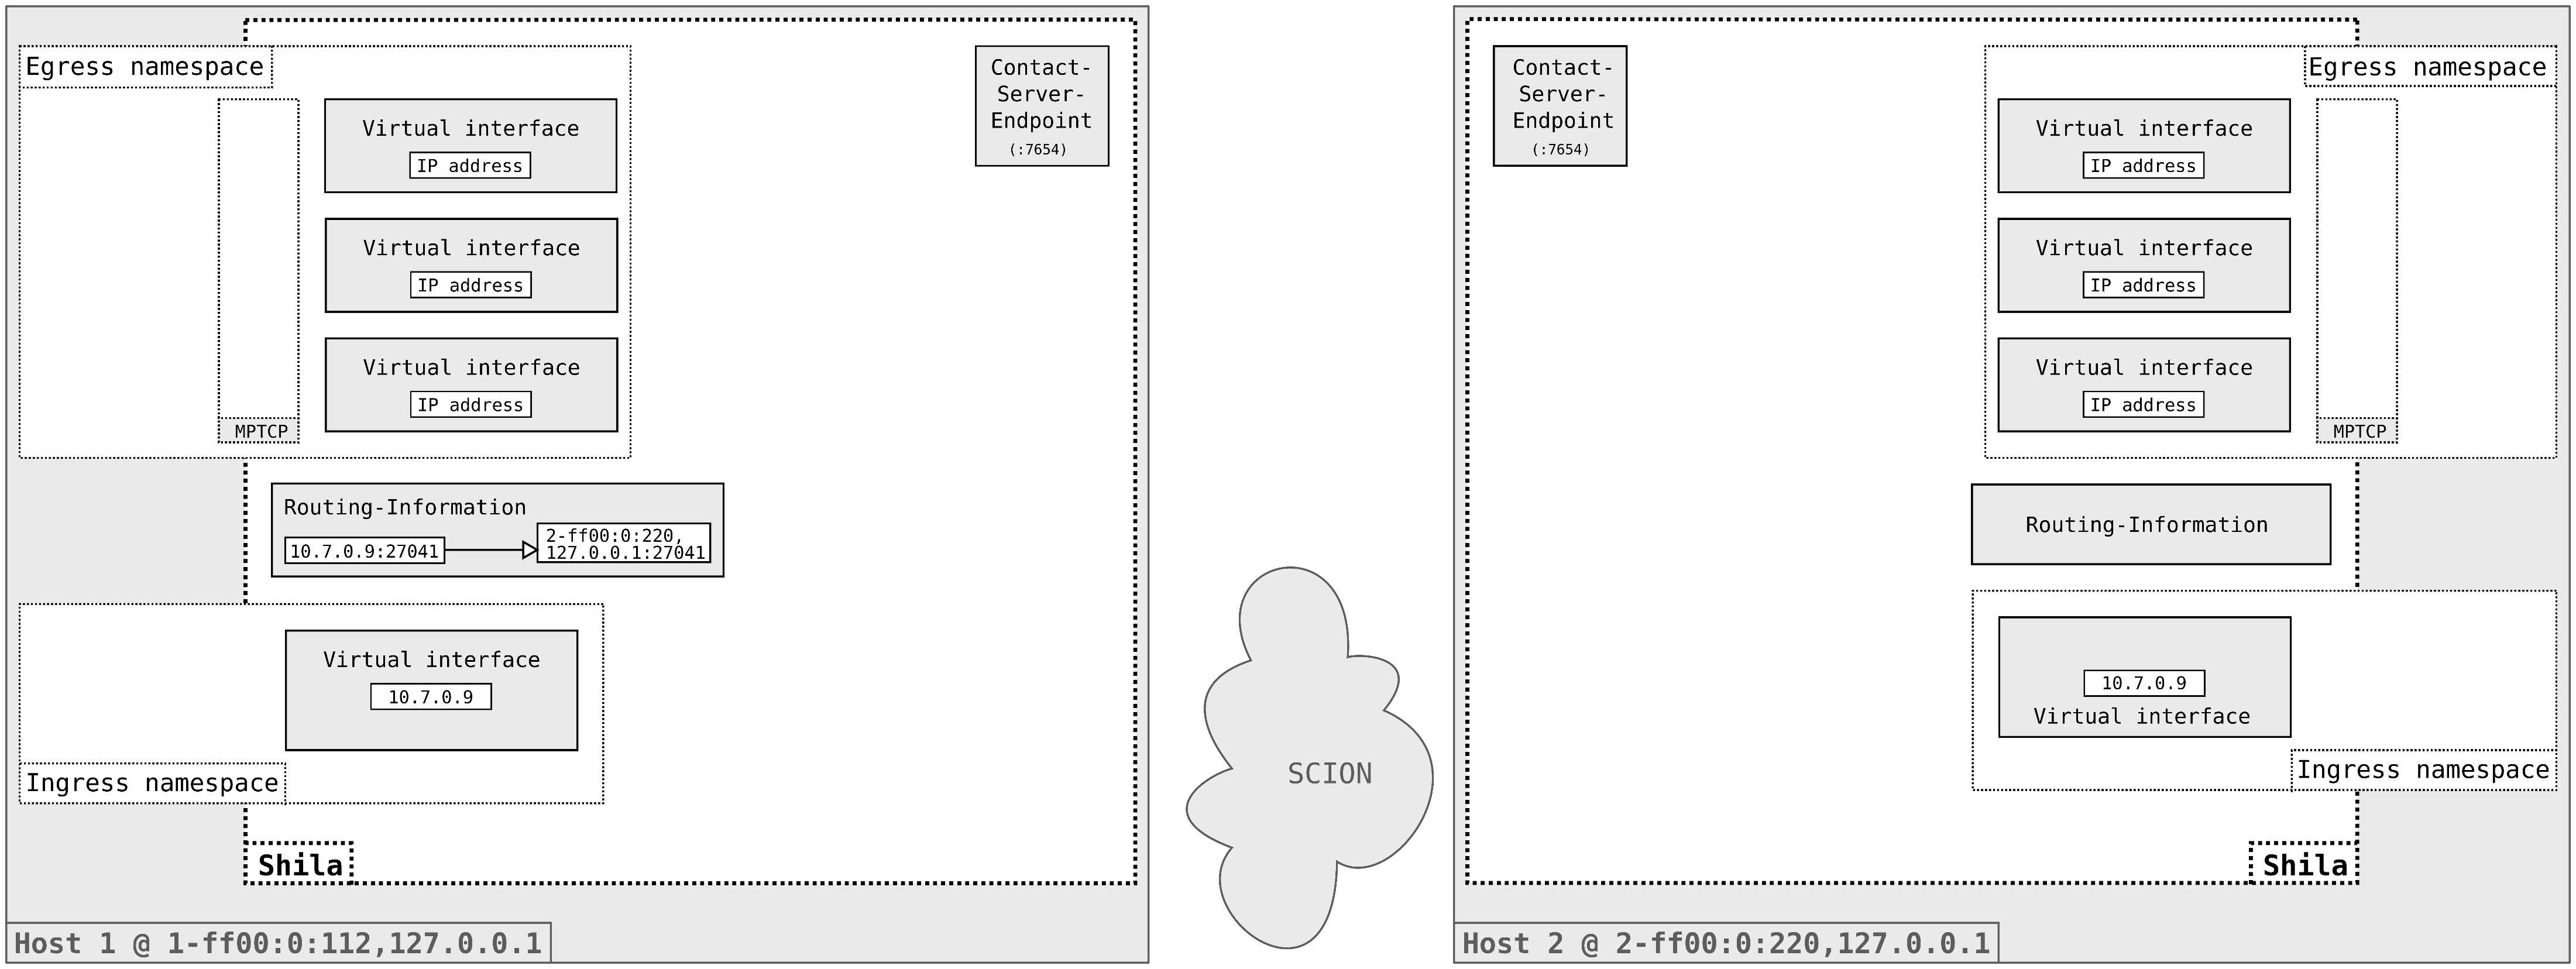 Egress namespace
Virtual interface
IP address
Virtual interface
IP address
Virtual interface
IP address
MPTCP
Contact-
Server-
Endpoint
(:7654)
Routing-Information
10.7.0.9:27041
2-ff00:0:220,
127.0.0.1:27041
Virtual interface
10.7.0.9
Ingress namespace
Shila
Host 1 @ 1-ff00:0:112,127.0.0.1
SCION
Contact-
Server-
Endpoint
(:7654)
Egress namespace
Virtual interface
IP address
Virtual interface
IP address
Virtual interface
IP address
MPTCP
Routing-Information
10.7.0.9
Virtual interface
Ingress namespace
Shila
Host 2 @ 2-ff00:0:220,127.0.0.1